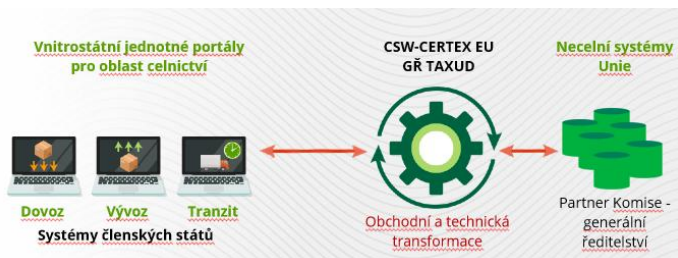 Vnitrostátní jednotné portály
pro oblast celnictví
CSW-CERTEX EU
GŘ TAXUD
Necelní systémy
Unie
Dovoz
Vývoz
Tranzit
Systémy členských států
Obchodní a technická
transformace
Partner Komise -
generální
ředitelství